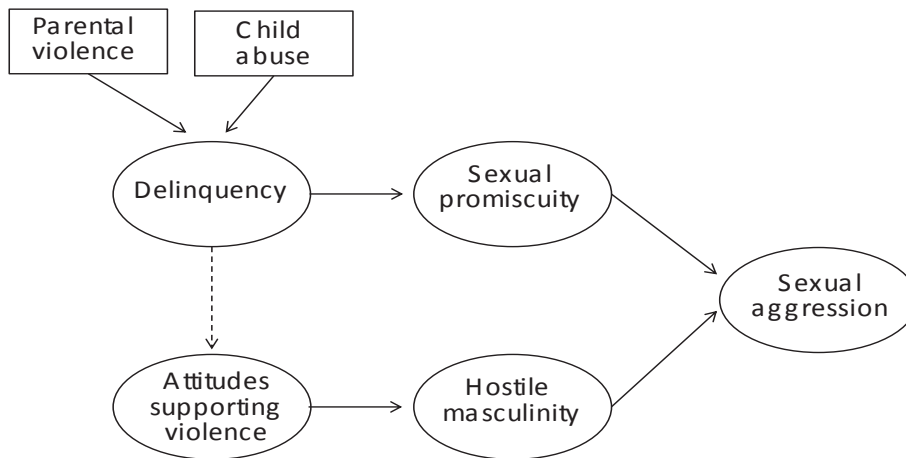 Parental
violence
Child
abuse
Delinquency
Sexual
promiscuity
Sexual
aggression
Attitudes
supporting
violence
Hostile
masculinity